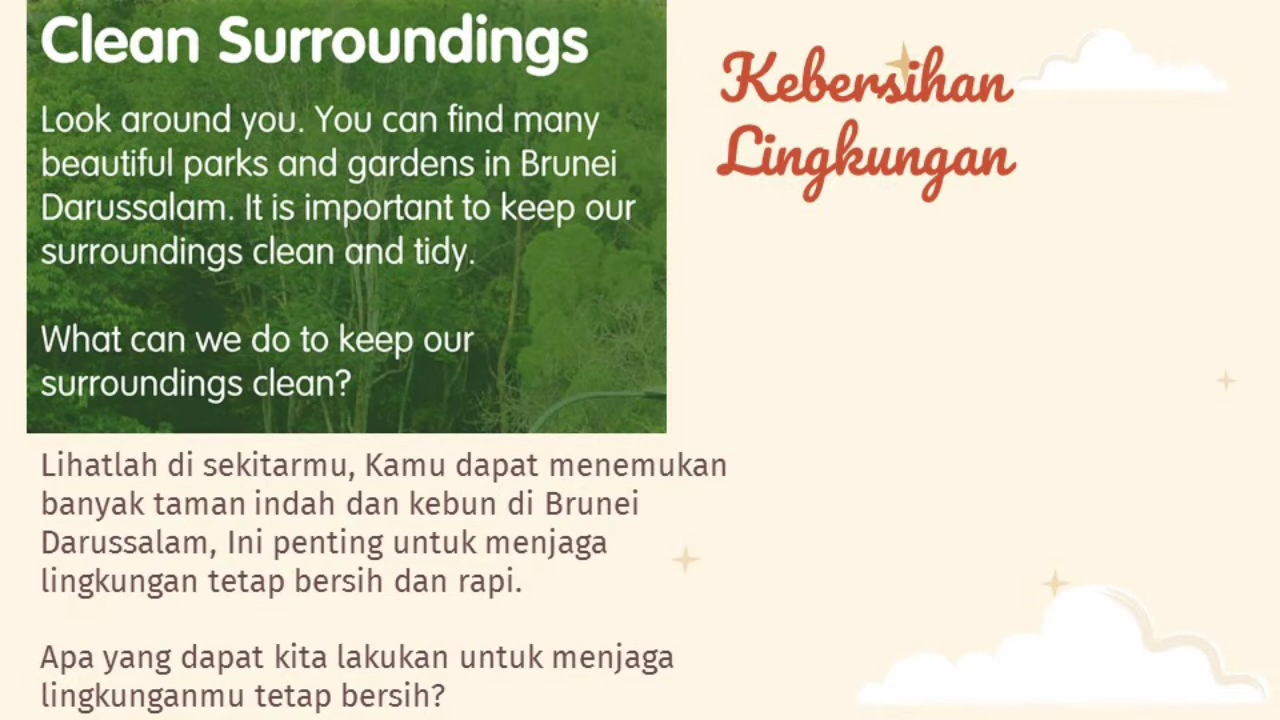 Clean Surroundings
Look around you. You can find many
beautiful parks and gardens in Brunei
Darussalam. It is important to keep our
surroundings clean and tidy.
What can we do to keep our
surroundings clean?
Kebersihan
Lingkungan
Lihatlah di sekitarmu, Kamu dapat menemukan
banyak taman indah dan kebun di Brunei
Darussalam, Ini penting untuk menjaga
lingkungan tetap bersih dan rapi.
Apa yang dapat kita lakukan untuk menjaga
lingkunganmu tetap bersih?